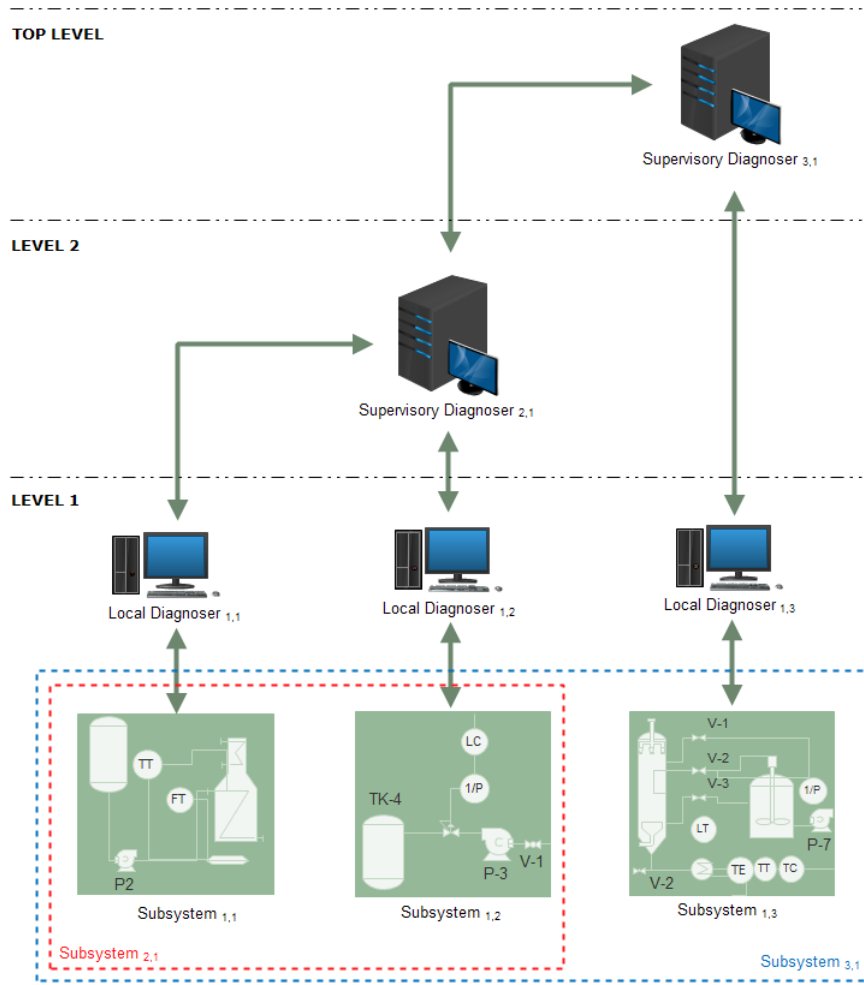 TOP LEVEL
Supervisory Diagnoser 3,1
LEVEL 2
Supervisory Diagnoser 2,1
LEVEL 1
Local Diagnoser 1,1
Local Diagnoser 1,2
Local Diagnoser 1,3
TT
FT
P2
Subsystem 1,1
LC
1/P
TK-4
P-3
V-1
Subsystem 1,2
V-1
V-2
V-3
1/P
LT
P-7
V-2
TE
TT
TC
Subsystem 1,3
Subsystem 2,1
Subsystem 3,1